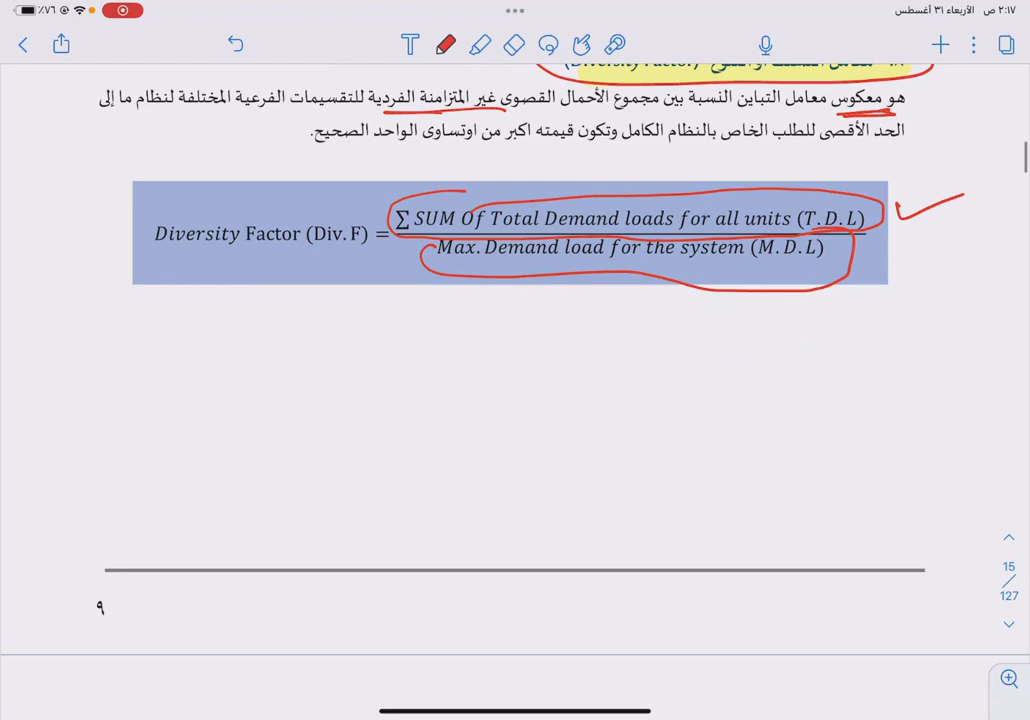 ٪٧٦
٢:١٧ ص الأربعاء ٣١ أغسطس
(Diversity Factor)
هو معكوس معامل التباين النسبة بين مجموع الأحمال القصوى غير المتزامنة الفردية للتقسيمات الفرعية المختلفة لنظام ما إلى
الحد الأقصى للطلب الخاص بالنظام الكامل وتكون قيمته اكبر من اوتساوى الواحد الصحيح.
Diversity Factor (Div. F) = ∑ SUM Of Total Demand loads for all units (T. D. L)
Max. Demand load for the system (M. D. L)
15
127
٩